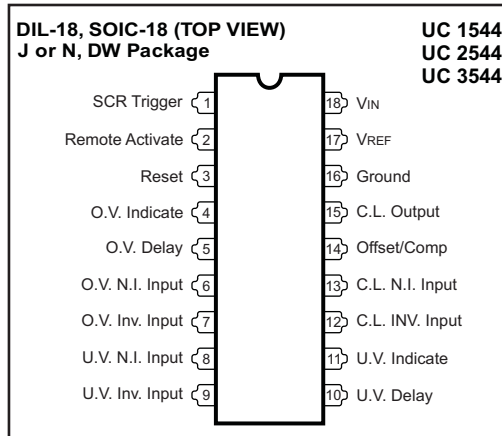 DIL-18, SOIC-18 (TOP VIEW)
J or N, DW Package
UC 1544
UC 2544
UC 3544
SCR Trigger 1
Remote Activate 2
Reset 3
O.V. Indicate 4
O.V. Delay 5
O.V. N.I. Input 6
O.V. Inv. Input 7
U.V. N.I. Input 8
U.V. Inv. Input 9
18 VIN
17 VREF
16 Ground
15 C.L. Output
14 Offset/Comp
13 C.L. N.I. Input
12 C.L. INV. Input
11 U.V. Indicate
10 U.V. Delay